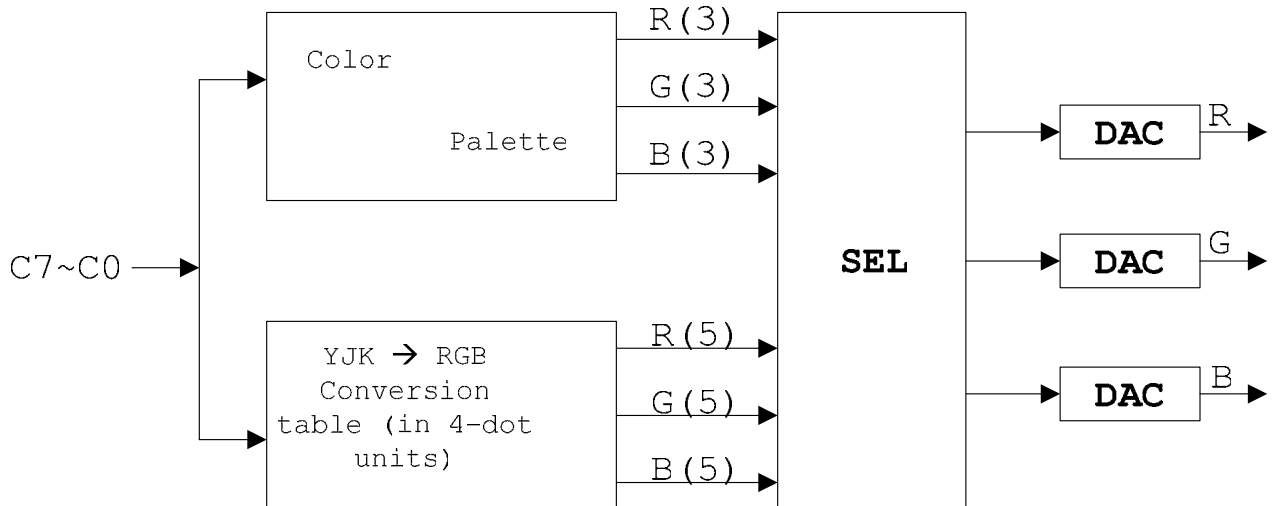 C7~C0
Color
Palette
R(3)
G(3)
B(3)
YJK → RGB
Conversion
table (in 4-dot
units)
R(5)
G(5)
B(5)
SEL
DAC
R
DAC
G
DAC
B